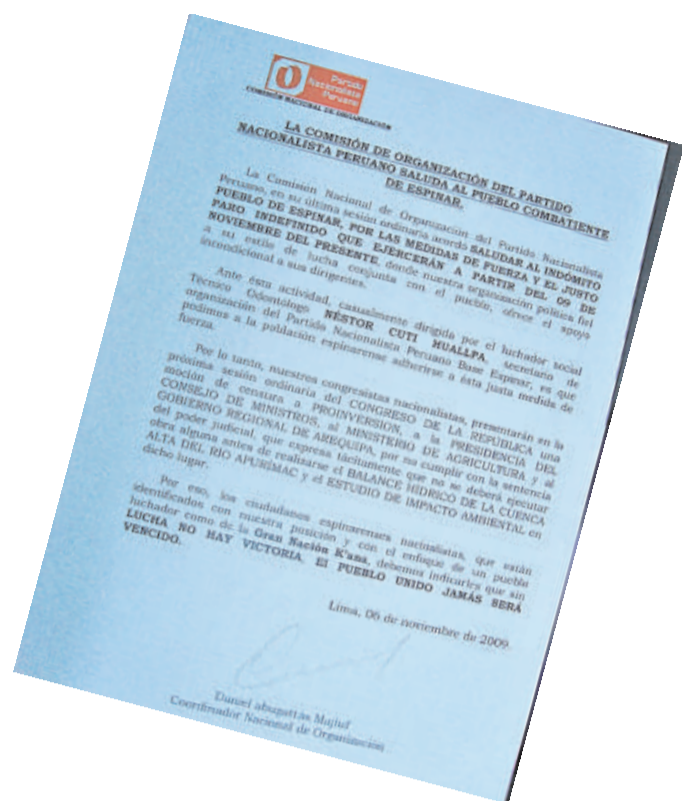 Partido
Nacionalista
Peruano
COMISIÓN NACIONAL DE ORGANIZACIÓN
LA COMISIÓN DE ORGANIZACIÓN DEL PARTIDO
NACIONALISTA PERUANO SALUDA AL PUEBLO COMBATIENTE
DE ESPINAR.
La Comisión Nacional de Organización del Partido Nacionalista
Peruano, en su última sesión ordinaria acordó SALUDAR AL INDÓMITO
PUEBLO DE ESPINAR, POR LAS MEDIDAS DE FUERZA Y EL JUSTO
PARO INDEFINIDO QUE EJERCERÁN A PARTIR DEL 09 DE
NOVIEMBRE DEL PRESENTE, donde nuestra organización política fiel
a su estilo de lucha conjunta con el pueblo, ofrece el apoyo
incondicional a sus dirigentes.
Ante ésta actividad, casualmente dirigida por el luchador social
Tecnico Odontólogo NÉSTOR CUTI HUALLPA, secretario de
organización del Partido Nacionalista Peruano Base Espinar, es que
pedimos a la población espinarense adherirse a ésta justa medida de
fuerza.
Por lo tanto, nuestros congresistas nacionalistas, presentarán en la
próxima sesión ordinaria del CONGRESO DE LA REPÚBLICA una
moción de censura a PROINVERSION, a la PRESIDENCIA DEL
CONSEJO DE MINISTROS, al MINISTERIO DE AGRICULTURA y al
GOBIERNO REGIONAL DE AREQUIPA, por no cumplir con la sentencia
del poder judicial, que expresa tácitamente que no se deberá ejecutar
obra alguna antes de realizarse el BALANCE HÍDRICO DE LA CUENCA
ALTA DEL RÍO APURÍMAC y el ESTUDIO DE IMPACTO AMBIENTAL en
dicho lugar.
Por eso, los ciudadanos espinarenses nacionalistas, que están
identificados con nuestra posición y con el enfoque de un pueblo
luchador como de la Gran Nación K'ana, debemos indicarles que sin
LUCHA NO HAY VICTORIA. El PUEBLO UNIDO JAMÁS SERÁ
VENCIDO.
Lima, 06 de noviembre de 2009.
Daniel abugattas Majluf
Coordinador Nacional de Organización